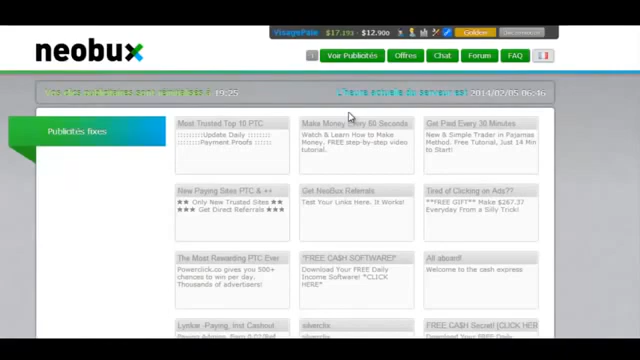 VisagePale $17.193 $12.900 Golden
neobux
Voir Publicités Offres Chat Forum FAQ
19:25
2014/02/05 06:46
Publicités fixes
Most Trusted Top 10 PTC
:::::::::Update Daily :::::::::
:::::::::Payment Proofs :::::::::
Make Money Every 60 Seconds
Watch & Learn How to Make
Money. FREE step-by-step video
tutorial.
Get Paid Every 30 Minutes
New & Simple Trader in Pajamas
Method. Free Tutorial, Just 14 Min
to Start!
New Paying Sites PTC & ++
★★ Only New Trusted Sites ★★
★★★ Get Direct Referrals ★★★
Get NeoBux Referrals
Test Your Links Here. It Works!
Tired of Clicking on Ads??
**FREE GIFT** Make $267.37
Everyday From a Silly Trick!
The Most Rewarding PTC Ever
Powerclick.co gives you 500+
chances to win per day,
Thousands of advertisers!
*FREE CA$H SOFTWARE!*
Download Your FREE Daily
Income Software! *CLICK
HERE*
All aboard!
Welcome to the cash express
silverclix
FREE CA$H Secret! [CLICK HER
Download Your FREE Daily